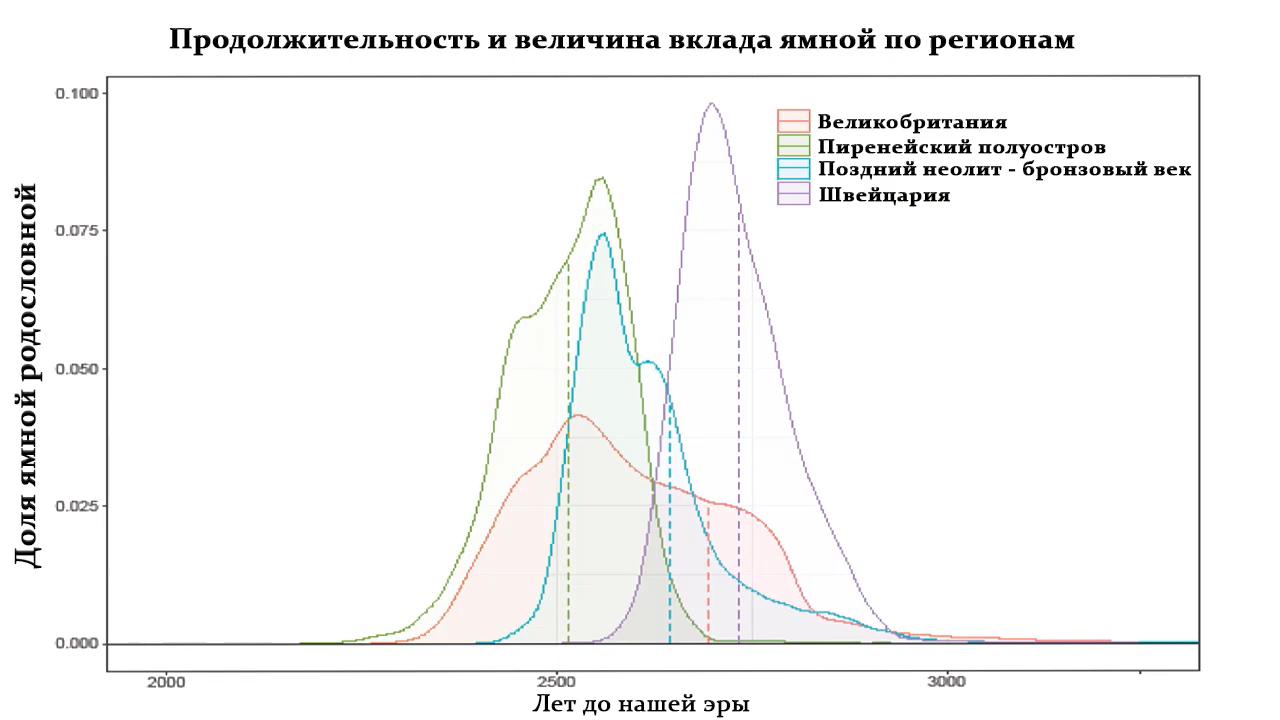 Продолжительность и величина вклада ямной по регионам
0.100
0.075
0.050
0.025
0.000
Доля ямной родословной
Великобритания
Пиренейский полуостров
Поздний неолит - бронзовый век
Швейцария
2000
2500
3000
Лет до нашей эры